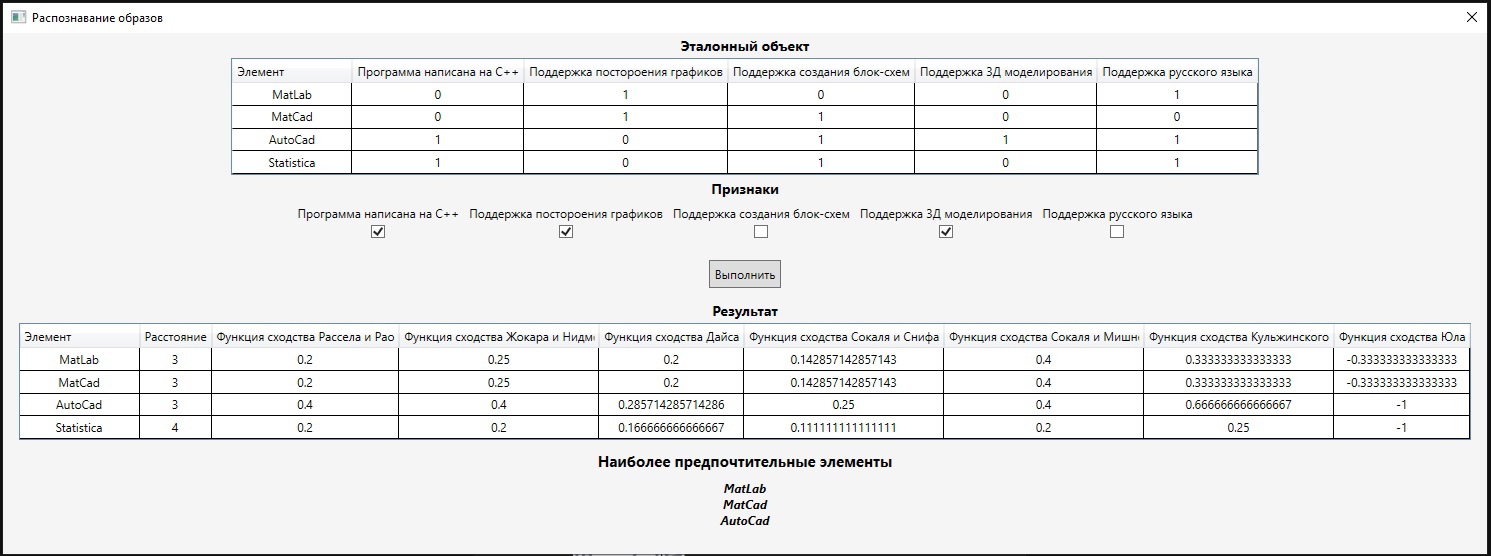 Распознавание образов
Эталонный объект
Элемент Программа написана на C++ Поддержка постороения графиков Поддержка создания блок-схем Поддержка 3Д моделирования Поддержка русского языка
MatLab 0 1 0 0 1
MatCad 0 1 1 0 0
AutoCad 1 0 1 1 1
Statistica 1 0 1 0 1
Признаки
Программа написана на C++ Поддержка постороения графиков Поддержка создания блок-схем Поддержка 3Д моделирования Поддержка русского языка
Выполнить
Результат
Элемент Расстояние Функция сходства Рассела и Рао Функция сходства Жокара и Нидм Функция сходства Дайса Функция сходства Сокаля и Снифа Функция сходства Сокаля и Мишн Функция сходства Кульжинского Функция сходства Юла
MatLab 3 0.2 0.25 0.2 0.142857142857143 0.4 0.333333333333333 -0.333333333333333
MatCad 3 0.2 0.25 0.2 0.142857142857143 0.4 0.333333333333333 -0.333333333333333
AutoCad 3 0.4 0.4 0.285714285714286 0.25 0.4 0.666666666666667 -1
Statistica 4 0.2 0.2 0.166666666666667 0.111111111111111 0.2 0.25 -1
Наиболее предпочтительные элементы
MatLab
MatCad
AutoCad